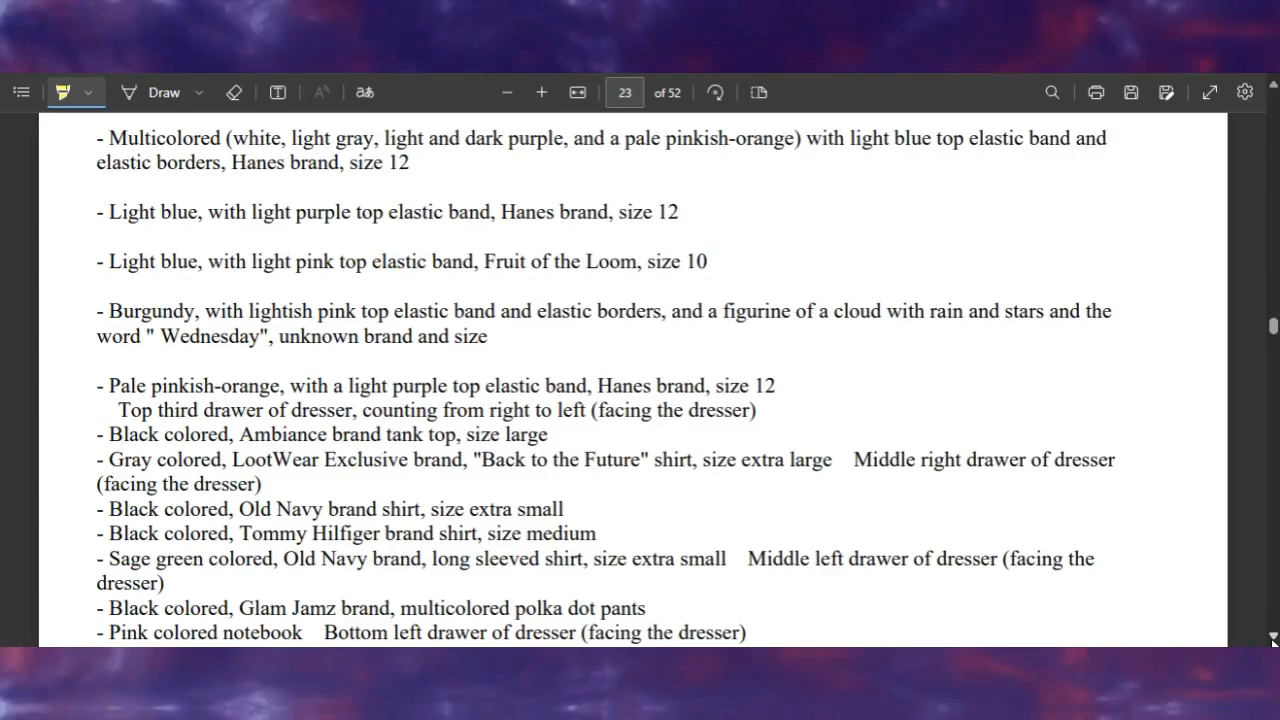 Draw
23 of 52
- Multicolored (white, light gray, light and dark purple, and a pale pinkish-orange) with light blue top elastic band and
elastic borders, Hanes brand, size 12
- Light blue, with light purple top elastic band, Hanes brand, size 12
- Light blue, with light pink top elastic band, Fruit of the Loom, size 10
- Burgundy, with lightish pink top elastic band and elastic borders, and a figurine of a cloud with rain and stars and the
word " Wednesday", unknown brand and size
- Pale pinkish-orange, with a light purple top elastic band, Hanes brand, size 12
Top third drawer of dresser, counting from right to left (facing the dresser)
- Black colored, Ambiance brand tank top, size large
- Gray colored, LootWear Exclusive brand, "Back to the Future" shirt, size extra large    Middle right drawer of dresser
(facing the dresser)
- Black colored, Old Navy brand shirt, size extra small
- Black colored, Tommy Hilfiger brand shirt, size medium
- Sage green colored, Old Navy brand, long sleeved shirt, size extra small    Middle left drawer of dresser (facing the
dresser)
- Black colored, Glam Jamz brand, multicolored polka dot pants
- Pink colored notebook    Bottom left drawer of dresser (facing the dresser)